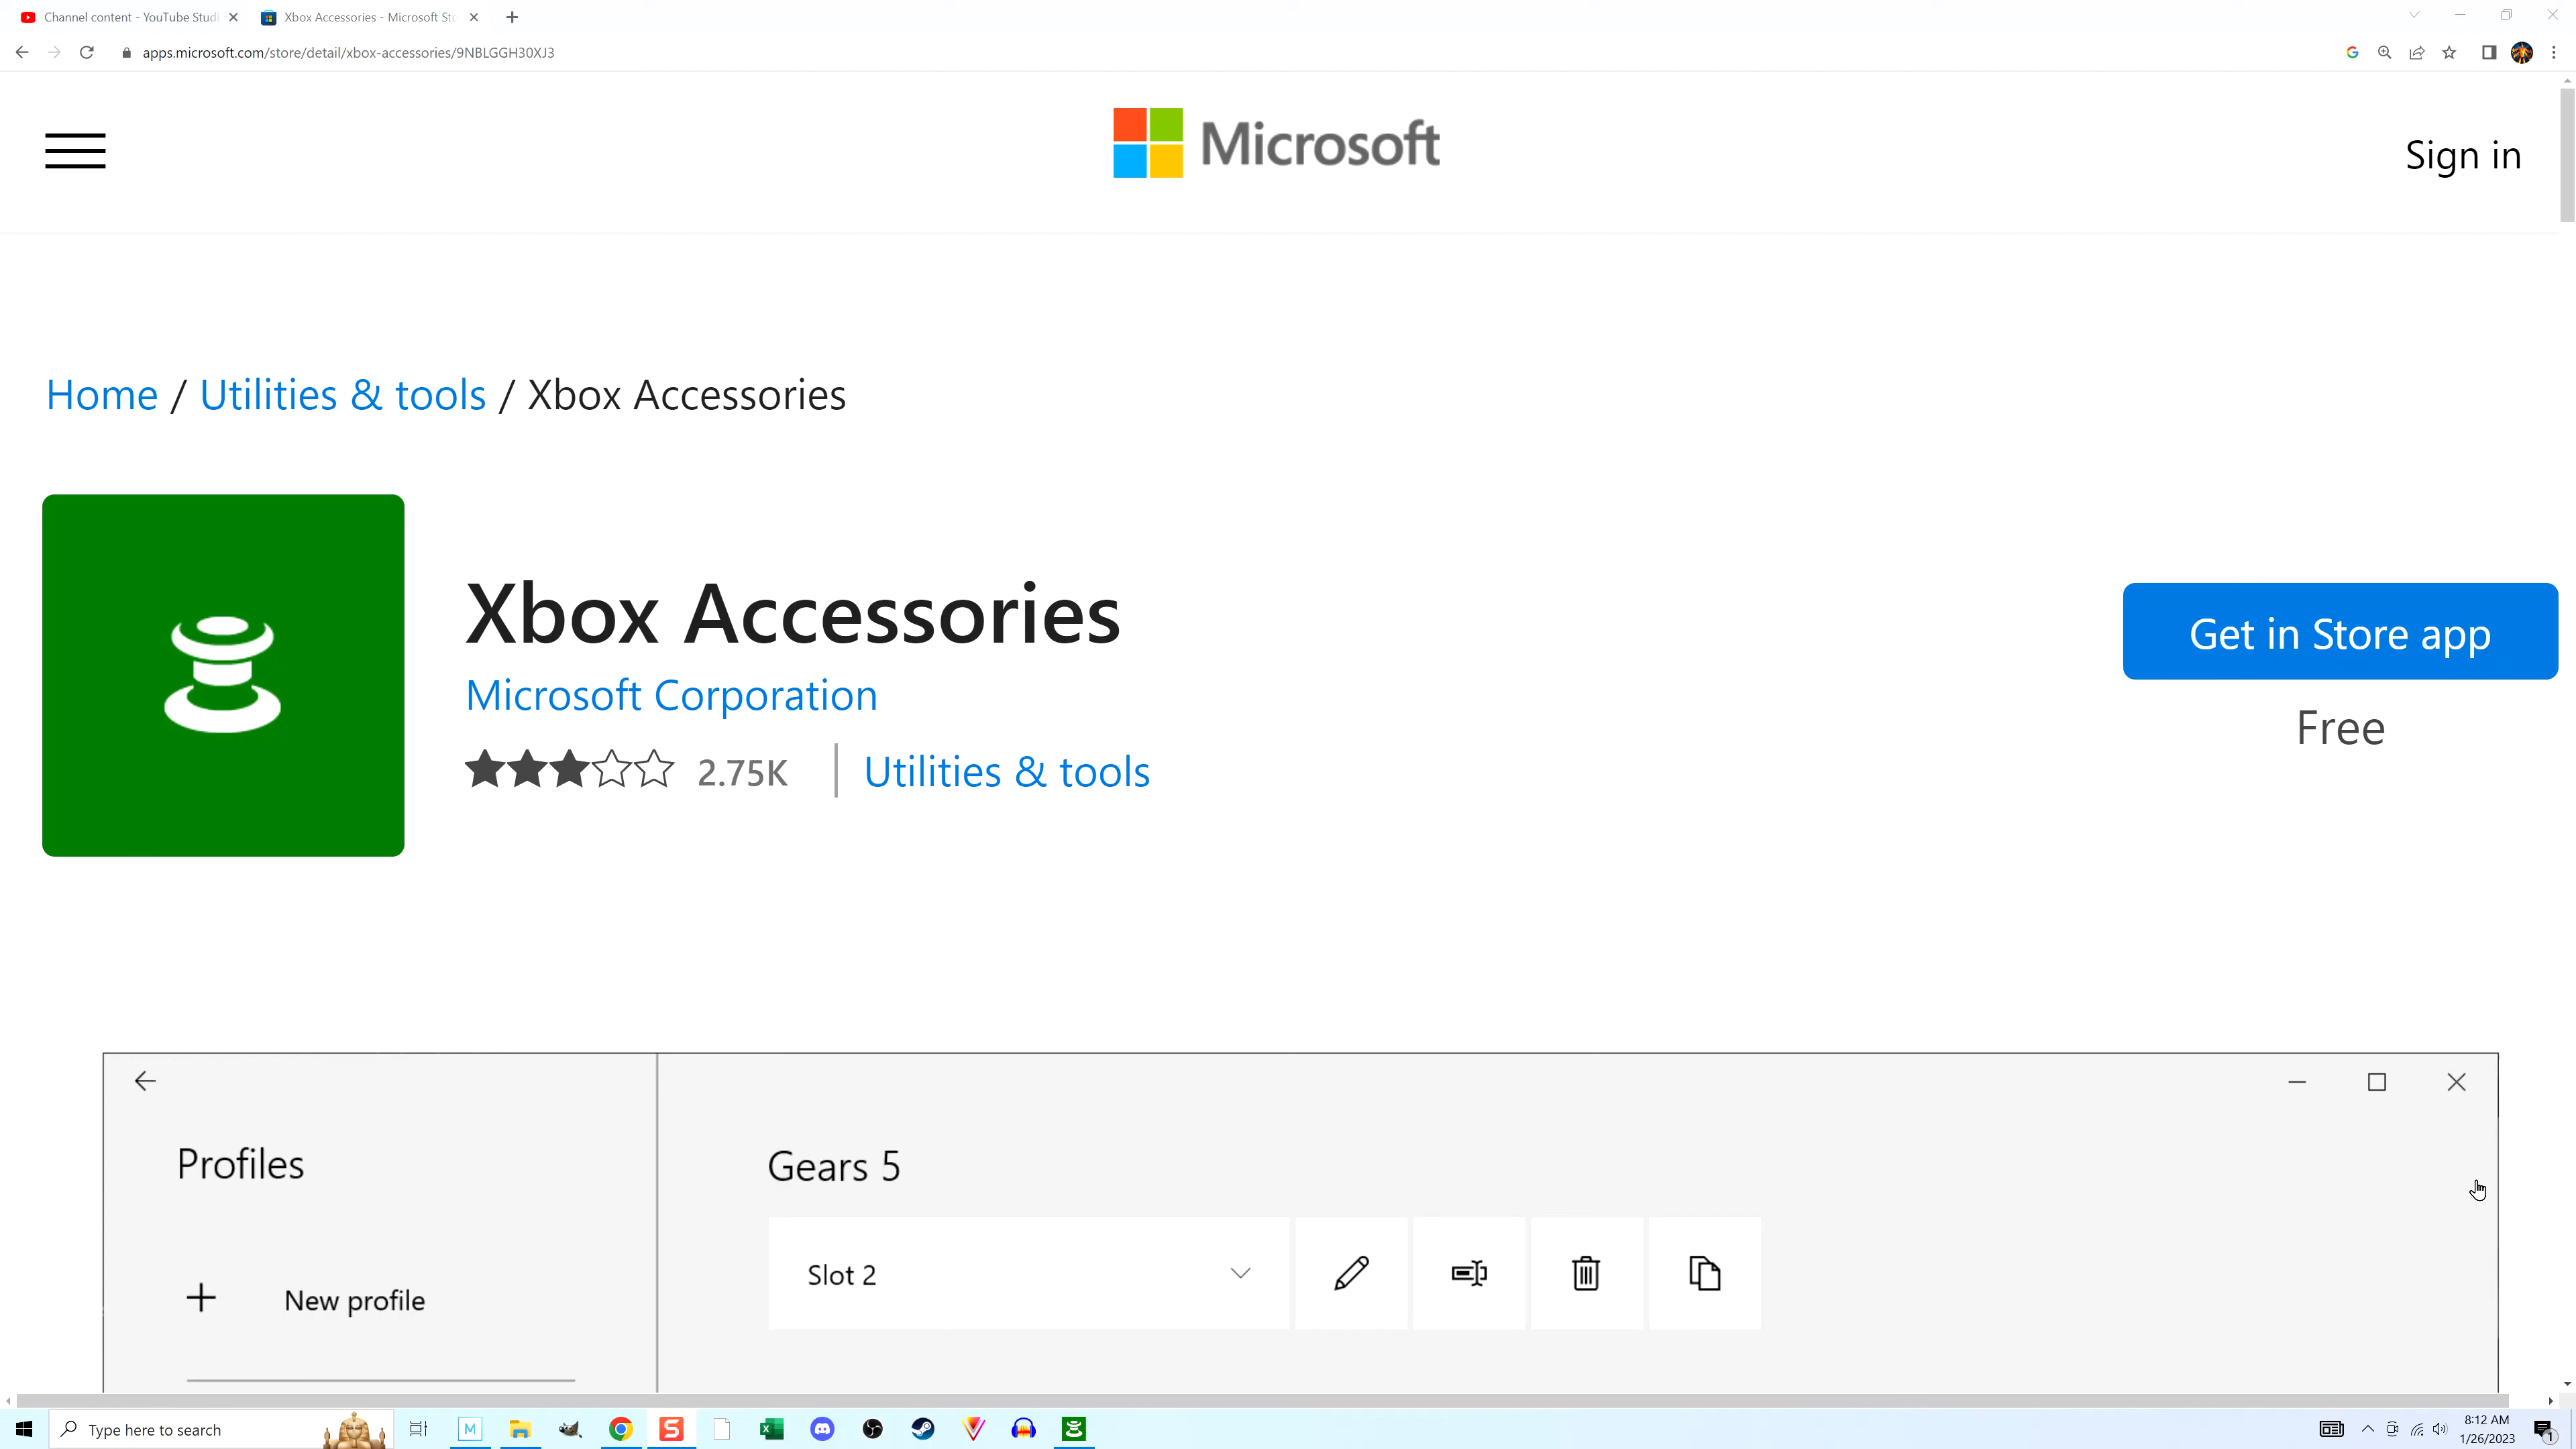 Channel content - YouTube Studi
Xbox Accessories - Microsoft Sto
apps.microsoft.com/store/detail/xbox-accessories/9NBLGGH30XJ3
Microsoft
Sign in
Home / Utilities & tools / Xbox Accessories
Xbox Accessories
Microsoft Corporation
2.75K
Utilities & tools
Get in Store app
Free
Profiles
Gears 5
Slot 2
New profile
Type here to search
8:12 AM
1/26/2023
1